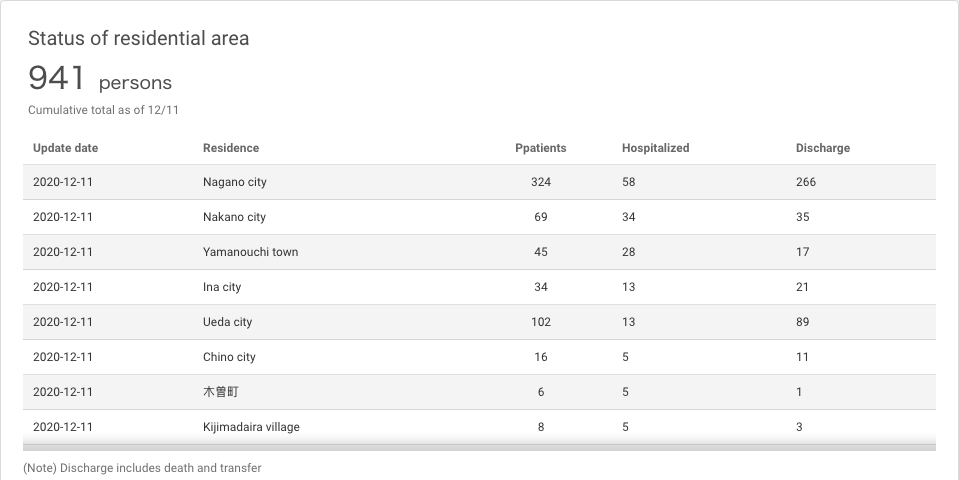 Status of residential area
941 persons
Cumulative total as of 12/11
Update date Residence Ppatients Hospitalized Discharge
2020-12-11 Nagano city 324 58 266
2020-12-11 Nakano city 69 34 35
2020-12-11 Yamanouchi town 45 28 17
2020-12-11 Ina city 34 13 21
2020-12-11 Ueda city 102 13 89
2020-12-11 Chino city 16 5 11
2020-12-11 木曽町 6 5 1
2020-12-11 Kijimadaira village 8 5 3
(Note) Discharge includes death and transfer